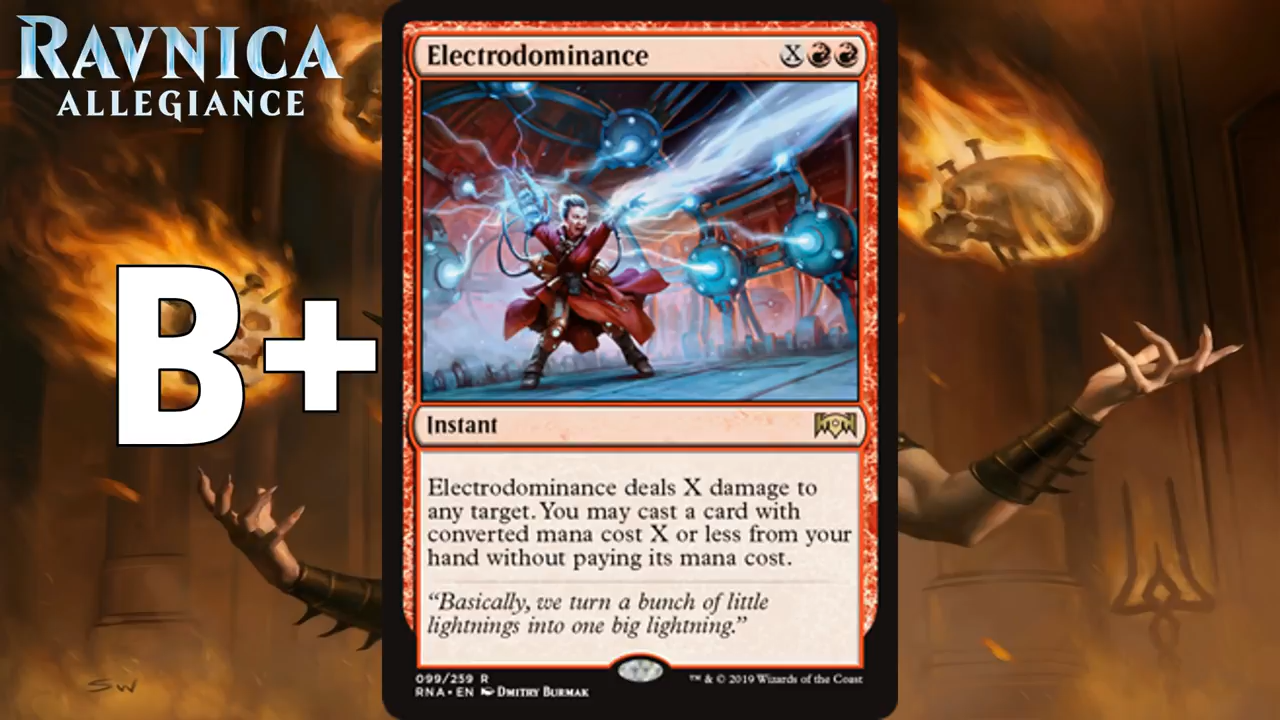 RAVNICA
ALLEGIANCE
B+
Electrodominance X
Instant
Electrodominance deals X damage to
any target. You may cast a card with
converted mana cost X or less from your
hand without paying its mana cost.
“Basically, we turn a bunch of little
lightnings into one big lightning.”
099/259 R
RNA • EN DMITRY BURMAK
™ & © 2019 Wizards of the Coast
SW